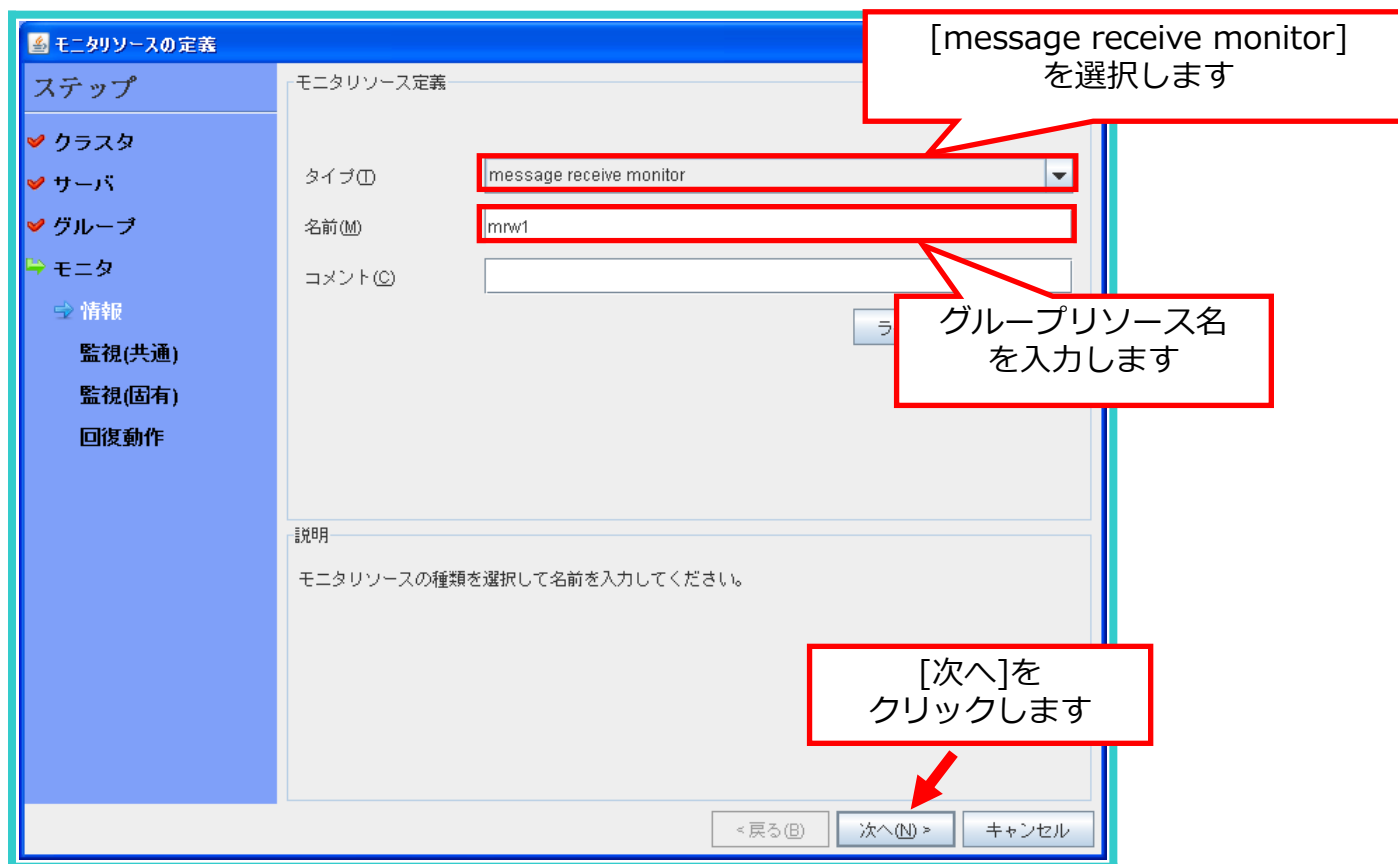 モニタリソースの定義
[message receive monitor]
を選択します
ステップ
クラスタ
サーバ
グループ
モニタ
情報
監視(共通)
監視(固有)
回復動作
モニタリソース定義
タイプ(T)
message receive monitor
名前(M)
mrw1
コメント(C)
ラ
グループリソース名
を入力します
説明
モニタリソースの種類を選択して名前を入力してください。
[次へ]を
クリックします
<戻る(B)
次へ(N) >
キャンセル